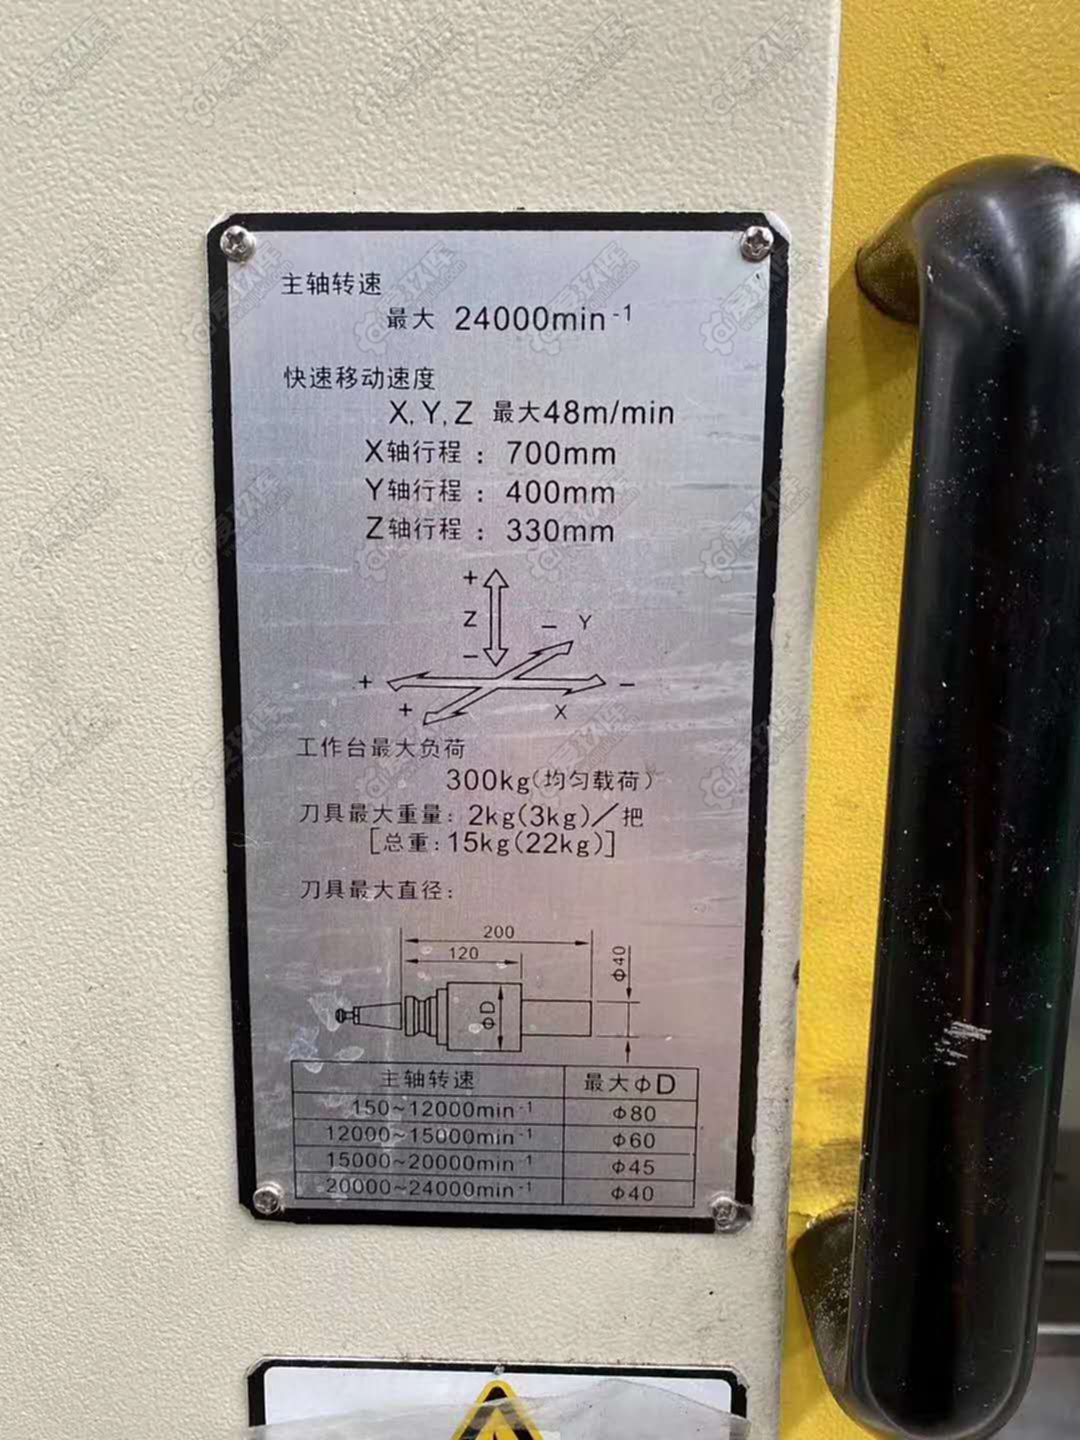 主轴转速
最大 24000min⁻¹
快速移动速度
X,Y,Z 最大48m/min
X轴行程：700mm
Y轴行程：400mm
Z轴行程：330mm
+
Z
− Y
−
+ −
+ X
工作台最大负荷
300kg(均匀载荷)
刀具最大重量：2kg(3kg)／把
[总重：15kg(22kg)]
刀具最大直径：
200
120
Φ40
ΦD
主轴转速 最大ΦD
150~12000min⁻¹ Φ80
12000~15000min⁻¹ Φ60
15000~20000min⁻¹ Φ45
20000~24000min⁻¹ Φ40